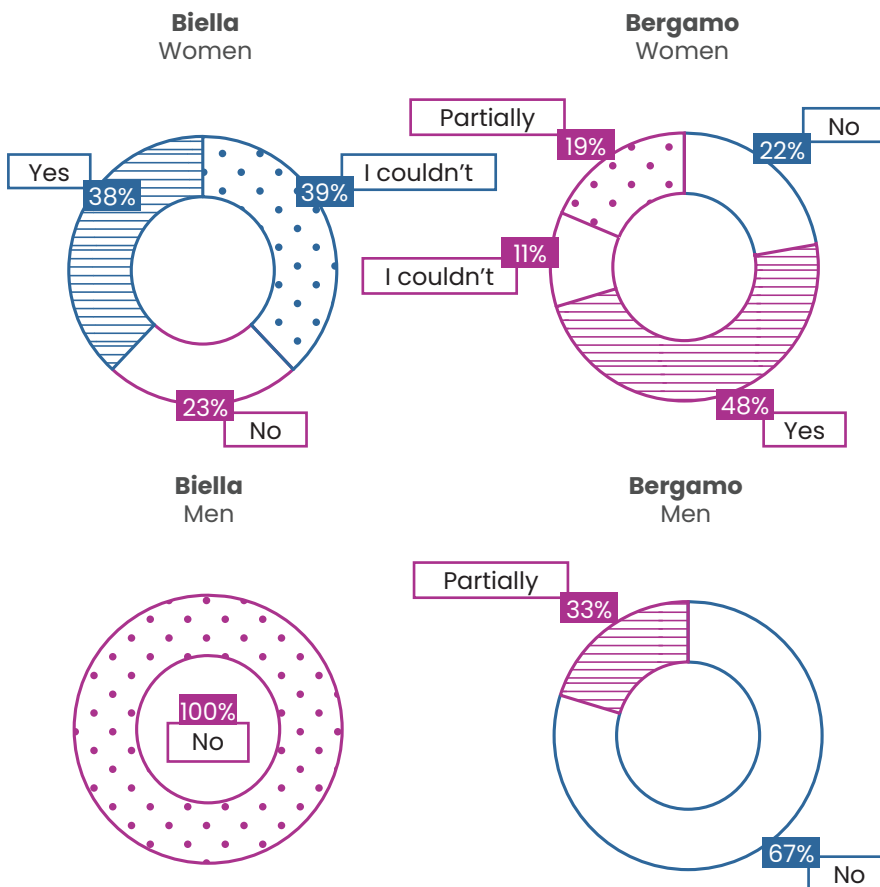 Biella
Women
Bergamo
Women
Partially
19%
No
22%
Yes
38%
I couldn't
39%
11%
I couldn't
23%
No
48%
Yes
Biella
Men
Bergamo
Men
Partially
33%
100%
No
67%
No